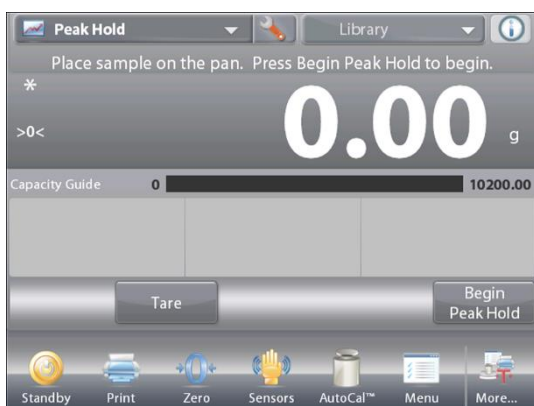 Peak Hold
Library
Place sample on the pan. Press Begin Peak Hold to begin.
*
>0<
0.00 g
Capacity Guide 0 10200.00
Tare
Begin
Peak Hold
Standby Print Zero Sensors AutoCal™ Menu More...